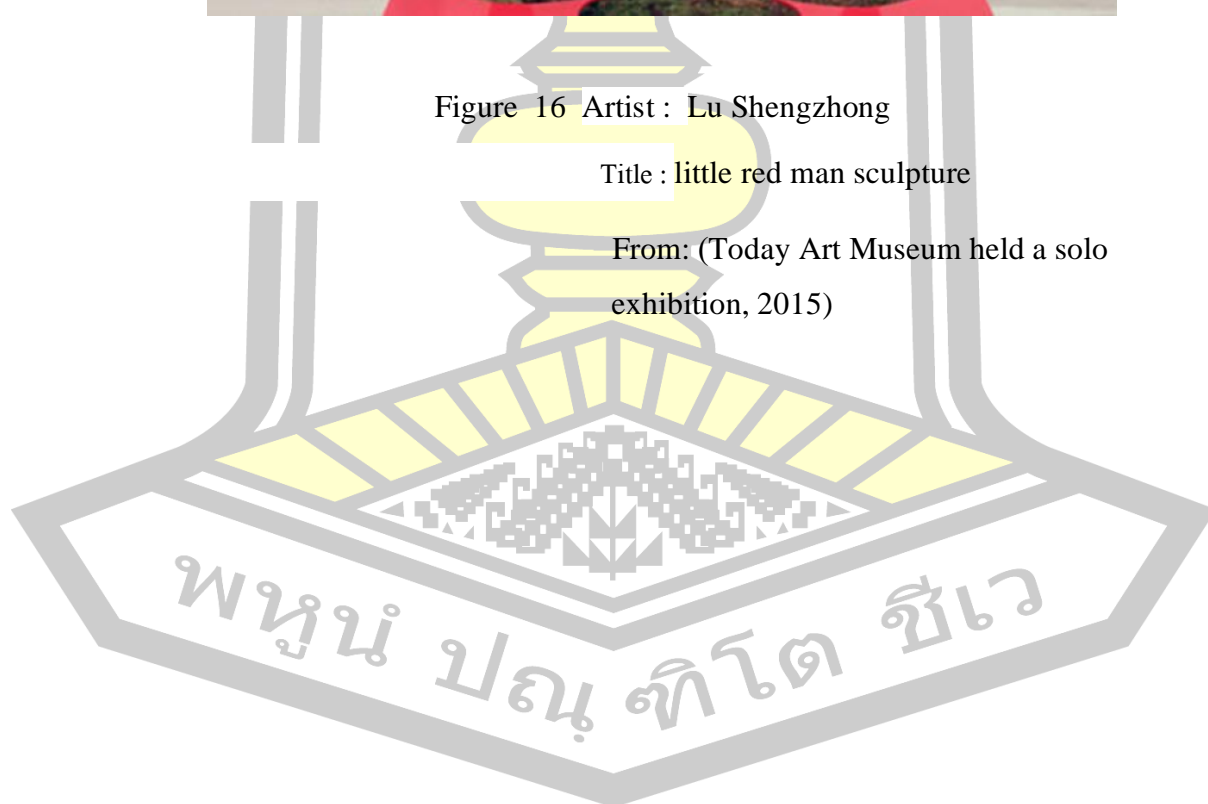 Figure 16 Artist : Lu Shengzhong
Title : little red man sculpture
From: (Today Art Museum held a solo
exhibition, 2015)
พหูนํ ปณฺฑิโต ชีเว